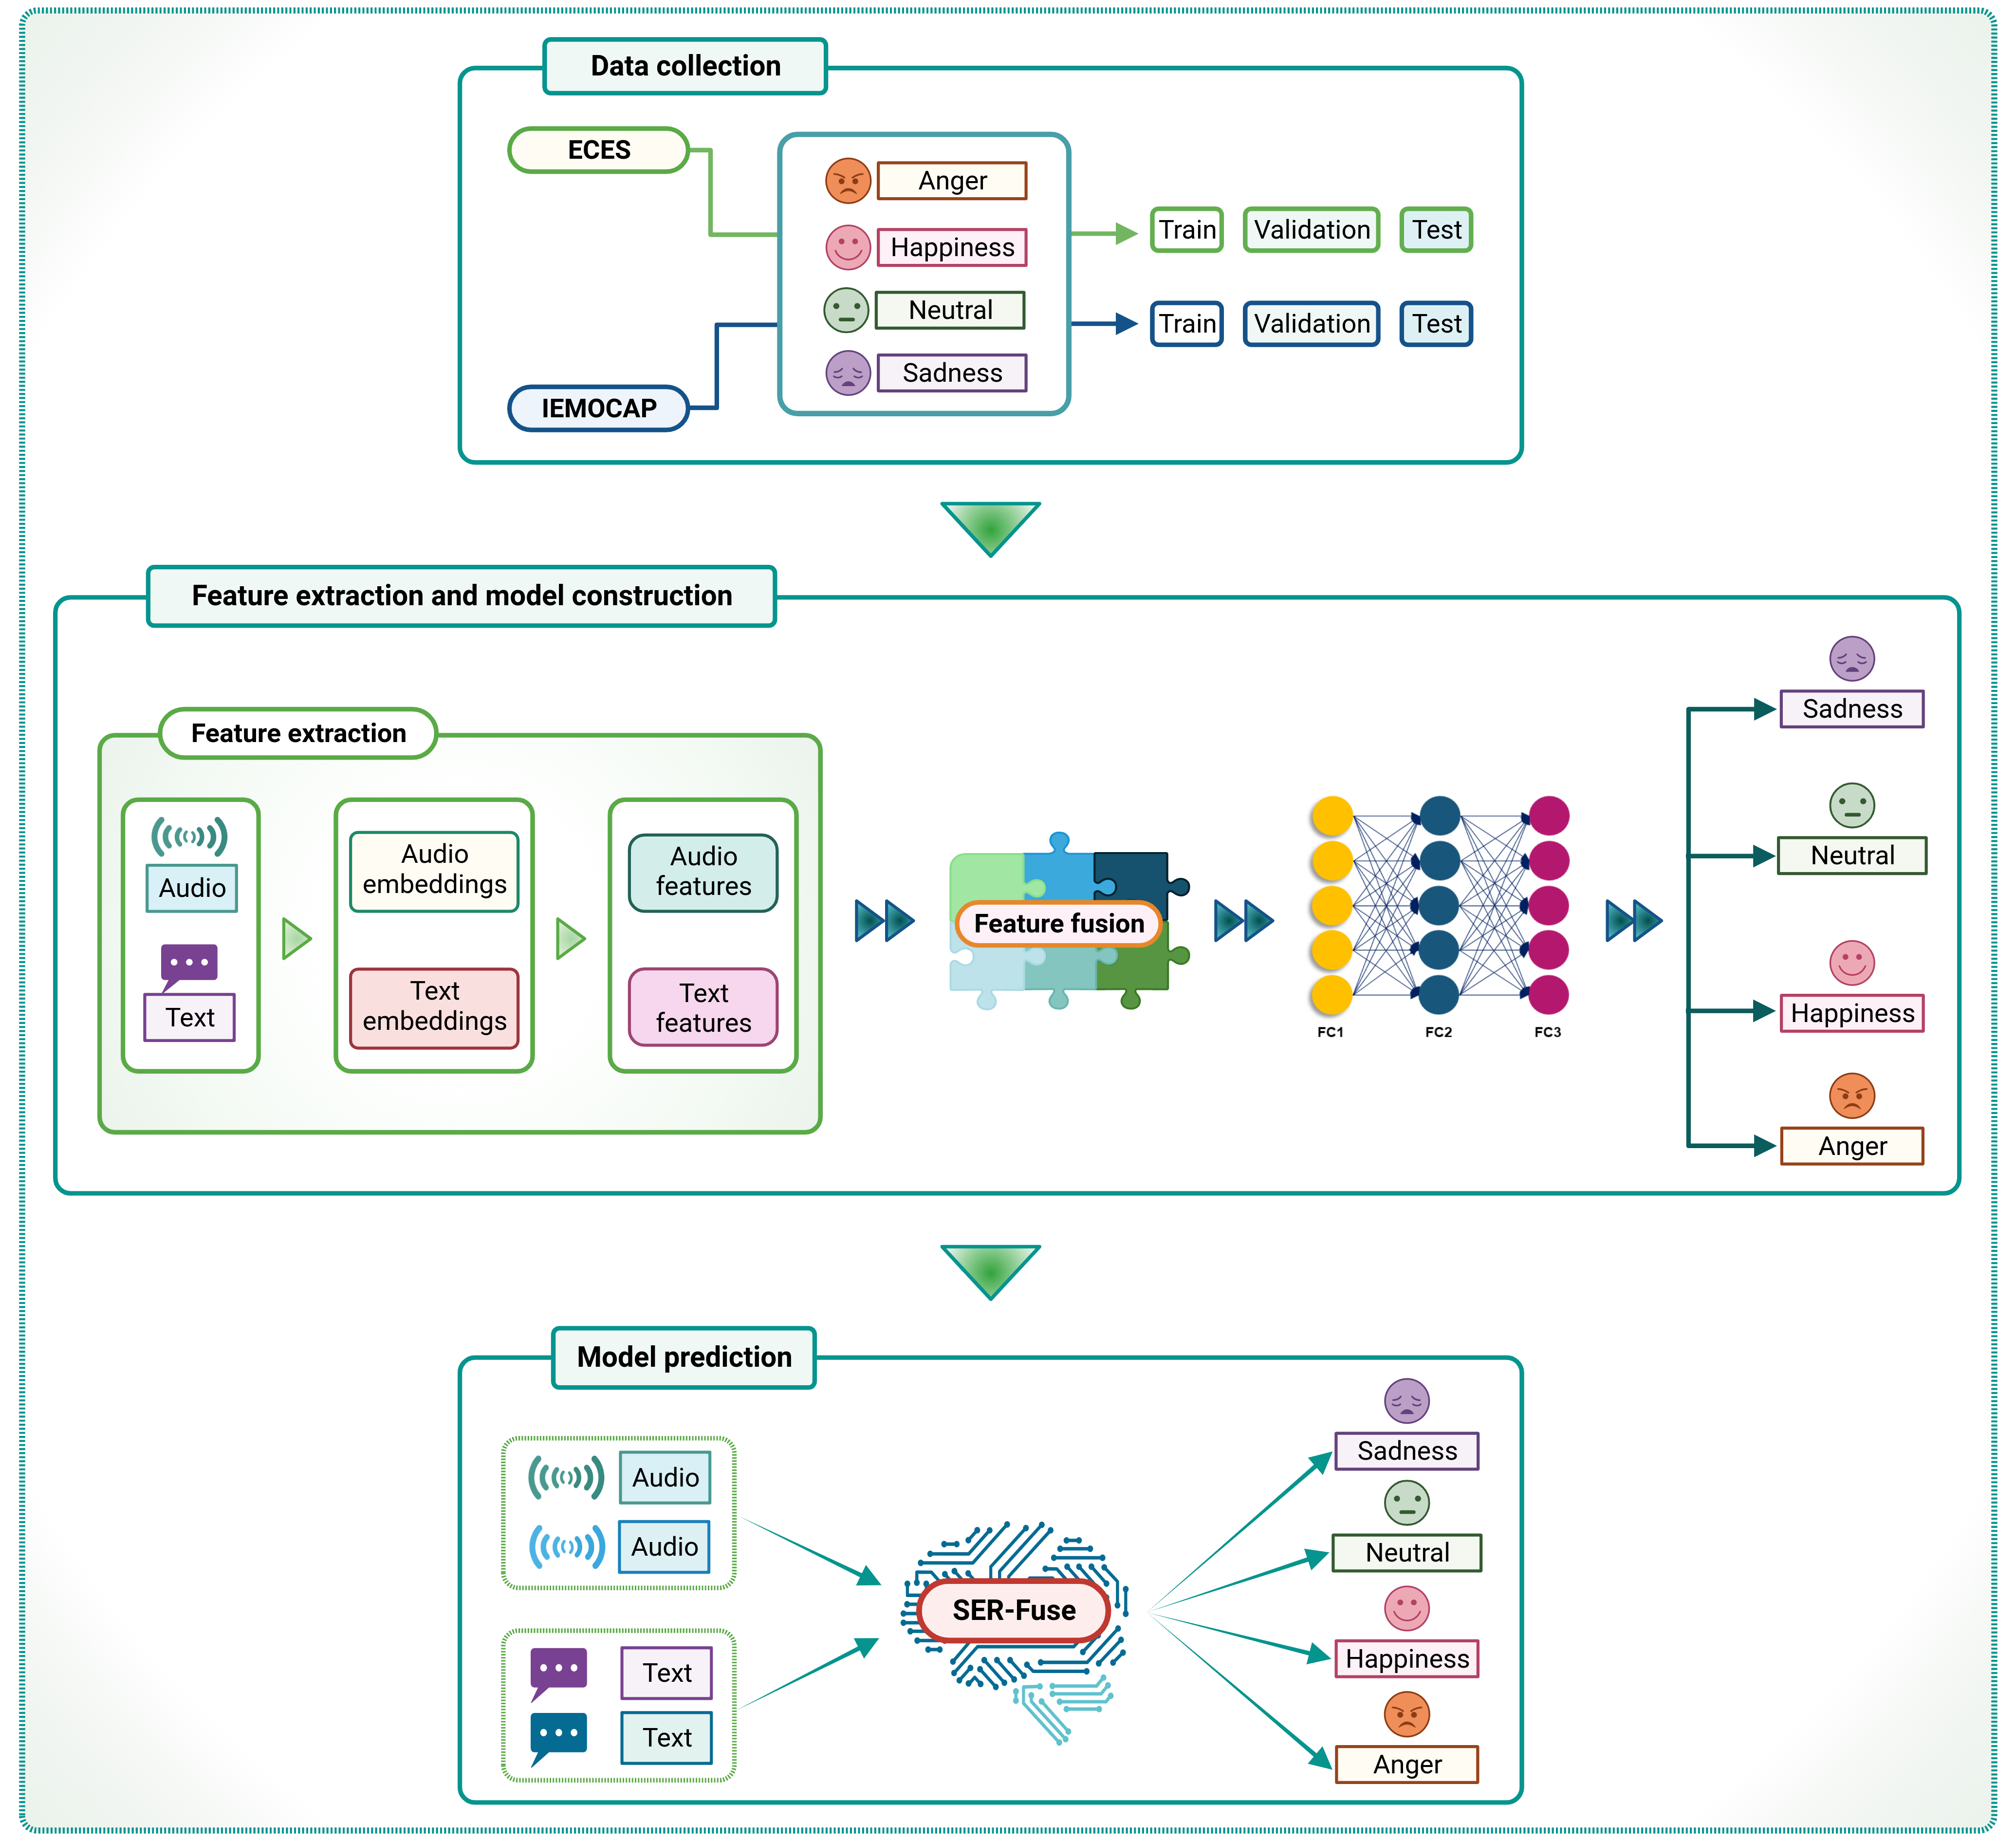 Data collection
ECES
IEMOCAP
Anger
Happiness
Neutral
Sadness
Train
Validation
Test
Train
Validation
Test
Feature extraction and model construction
Feature extraction
Audio
Text
Audio
embeddings
Text
embeddings
Audio
features
Text
features
Feature fusion
FC1
FC2
FC3
Sadness
Neutral
Happiness
Anger
Model prediction
Audio
Audio
Text
Text
SER-Fuse
Sadness
Neutral
Happiness
Anger